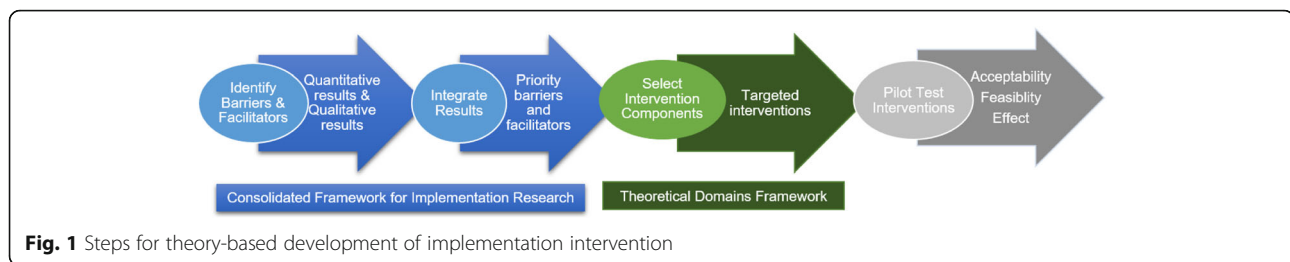 Identify
Barriers &
Facilitators
Quantitative
results &
Qualitative
results
Integrate
Results
Priority
barriers
and
facilitators
Select
Intervention
Components
Targeted
interventions
Pilot Test
Interventions
Acceptability
Feasiblity
Effect
Consolidated Framework for Implementation Research
Theoretical Domains Framework
Fig. 1 Steps for theory-based development of implementation intervention